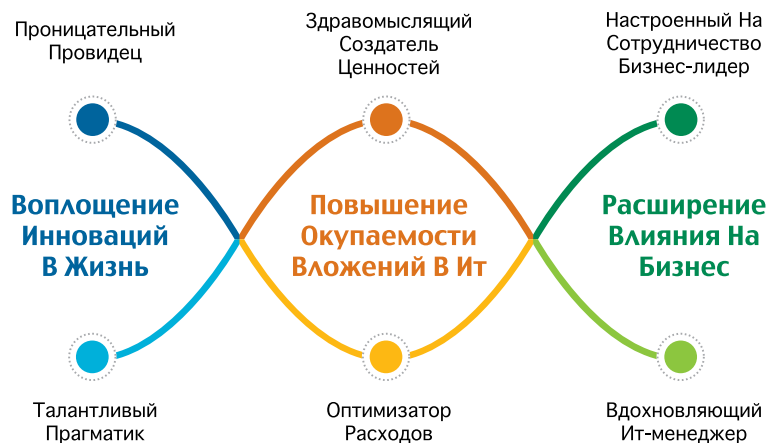 Проницательный
Провидец
Здравомыслящий
Создатель
Ценностей
Настроенный На
Сотрудничество
Бизнес-лидер
Воплощение
Инноваций
В Жизнь
Повышение
Окупаемости
Вложений В Ит
Расширение
Влияния На
Бизнес
Талантливый
Прагматик
Оптимизатор
Расходов
Вдохновляющий
Ит-менеджер